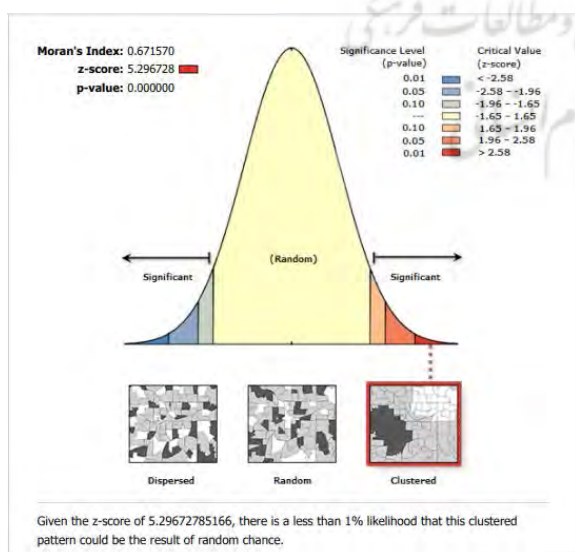 و مطالعات فرہنگی
Moran's Index: 0.671570
z-score: 5.296728
p-value: 0.000000
Significance Level
(p-value)
Critical Value
(z-score)
0.01 < -2.58
0.05 -2.58 – -1.96
0.10 -1.96 – -1.65
--- -1.65 – 1.65
0.10 1.65 – 1.96
0.05 1.96 – 2.58
0.01 > 2.58
(Random)
Significant
Significant
Dispersed
Random
Clustered
Given the z-score of 5.29672785166, there is a less than 1% likelihood that this clustered
pattern could be the result of random chance.